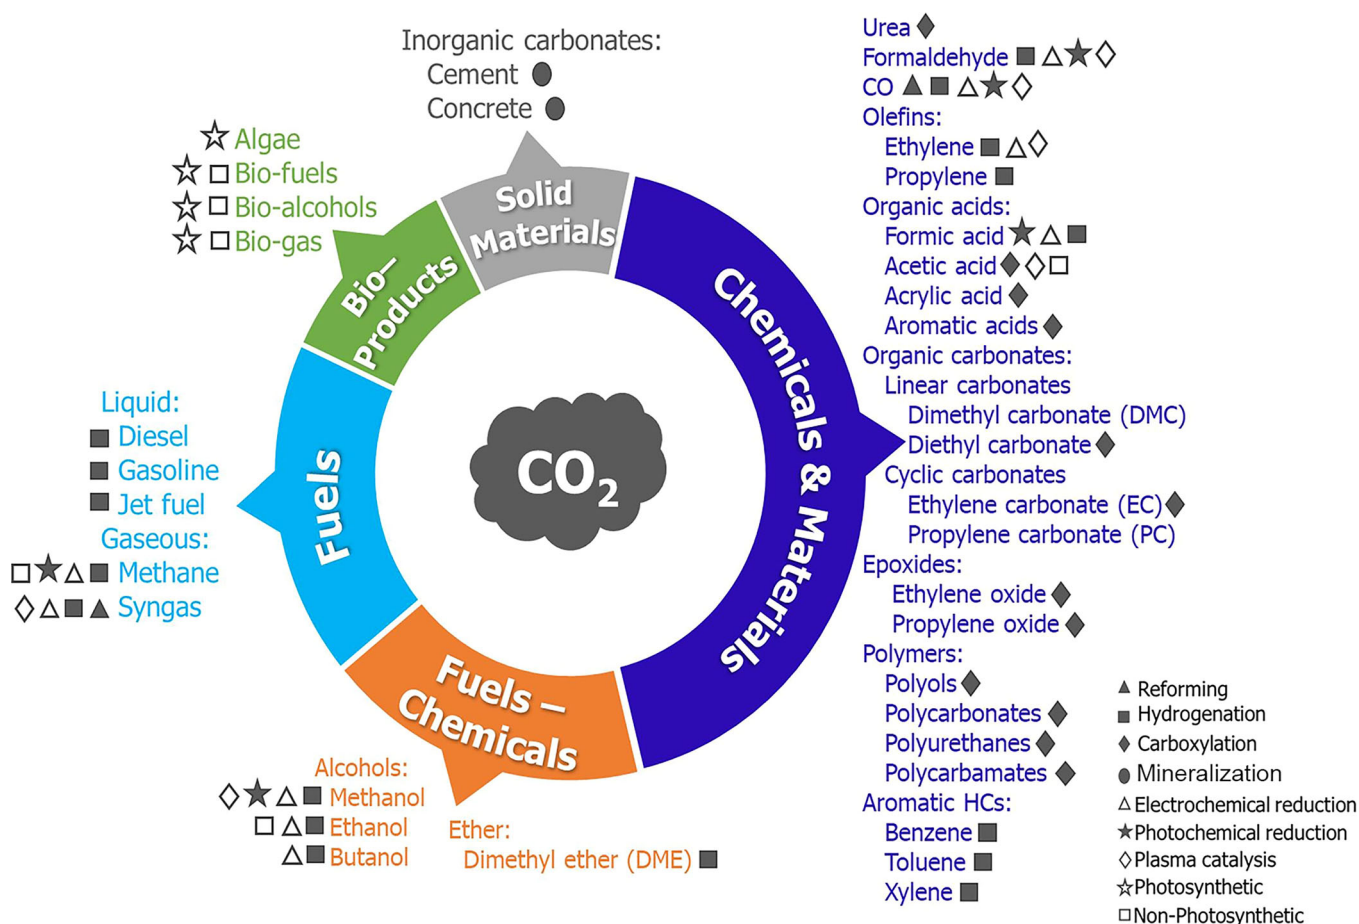 Inorganic carbonates:
Cement
Concrete
Algae
Bio-fuels
Bio-alcohols
Bio-gas
Liquid:
Diesel
Gasoline
Jet fuel
Gaseous:
Methane
Syngas
Solid
Materials
Bio–
Products
Fuels
Fuels –
Chemicals
Chemicals & Materials
CO₂
Alcohols:
Methanol
Ethanol
Butanol
Ether:
Dimethyl ether (DME)
Urea
Formaldehyde
CO
Olefins:
Ethylene
Propylene
Organic acids:
Formic acid
Acetic acid
Acrylic acid
Aromatic acids
Organic carbonates:
Linear carbonates
Dimethyl carbonate (DMC)
Diethyl carbonate
Cyclic carbonates
Ethylene carbonate (EC)
Propylene carbonate (PC)
Epoxides:
Ethylene oxide
Propylene oxide
Polymers:
Polyols
Polycarbonates
Polyurethanes
Polycarbamates
Aromatic HCs:
Benzene
Toluene
Xylene
Reforming
Hydrogenation
Carboxylation
Mineralization
Electrochemical reduction
Photochemical reduction
Plasma catalysis
Photosynthetic
Non-Photosynthetic